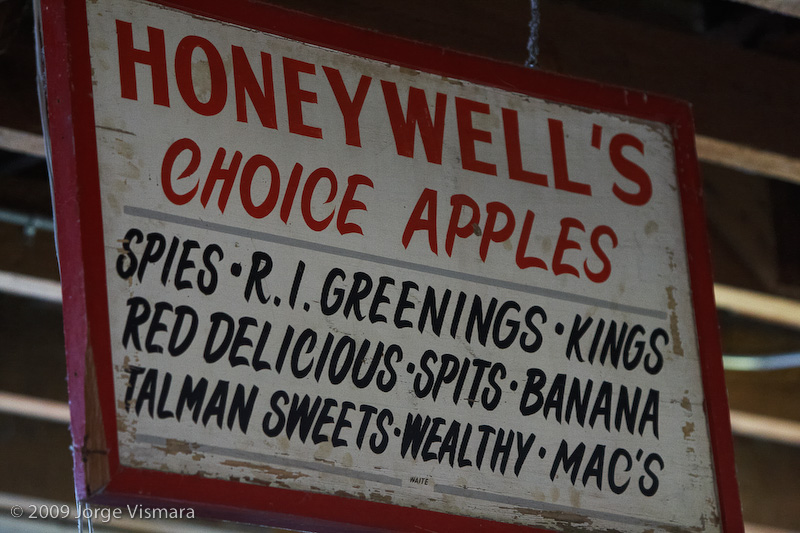 HONEYWELL'S
CHOICE APPLES
SPIES · R.I. GREENINGS · KINGS
RED DELICIOUS · SPITS · BANANA
TALMAN SWEETS · WEALTHY · MAC'S
WAITE
© 2009 Jorge Vismara